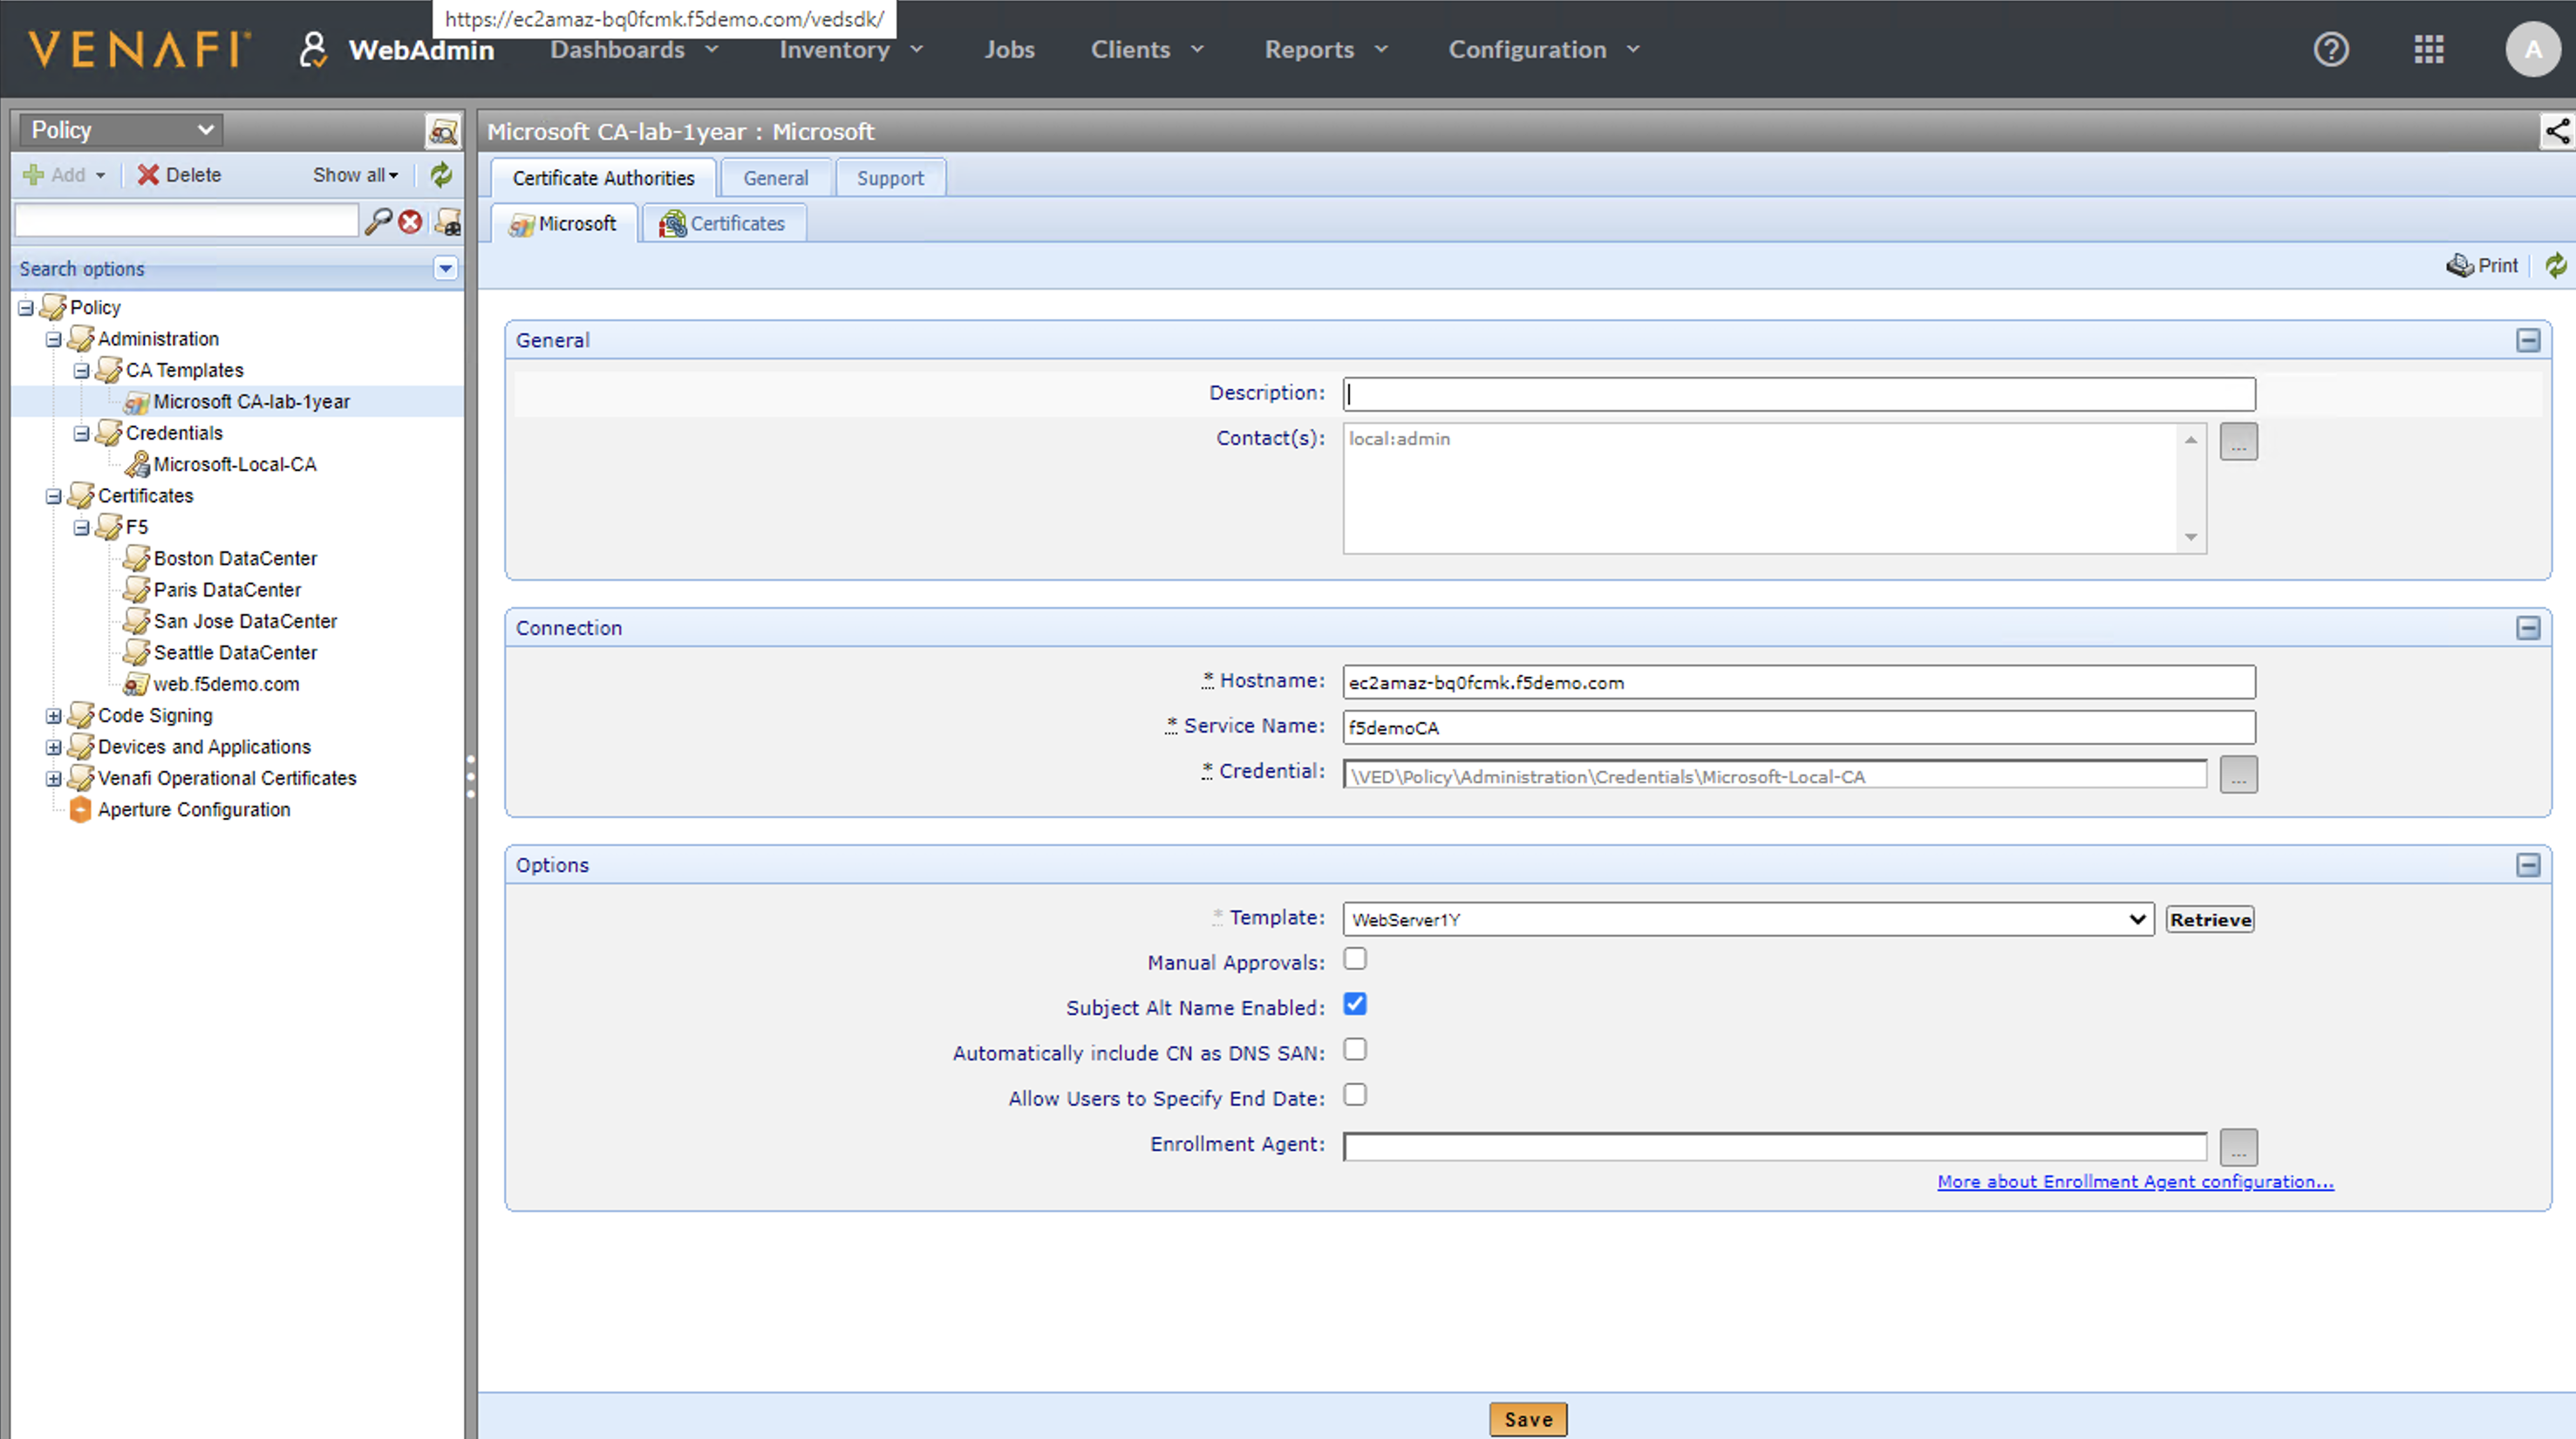 https://ec2amaz-bq0fcmk.f5demo.com/vedsdk/
VENAFI WebAdmin Dashboards Inventory Jobs Clients Reports Configuration ? A
Policy
Microsoft CA-lab-1year : Microsoft
Add Delete Show all
Certificate Authorities General Support
Microsoft Certificates
Search options
Print
Policy
Administration
CA Templates
Microsoft CA-lab-1year
Credentials
Microsoft-Local-CA
Certificates
F5
Boston DataCenter
Paris DataCenter
San Jose DataCenter
Seattle DataCenter
web.f5demo.com
Code Signing
Devices and Applications
Venafi Operational Certificates
Aperture Configuration
General
Description:
Contact(s): local:admin ...
Connection
* Hostname: ec2amaz-bq0fcmk.f5demo.com
* Service Name: f5demoCA
* Credential: \VED\Policy\Administration\Credentials\Microsoft-Local-CA ...
Options
* Template: WebServer1Y Retrieve
Manual Approvals:
Subject Alt Name Enabled:
Automatically include CN as DNS SAN:
Allow Users to Specify End Date:
Enrollment Agent: ...
More about Enrollment Agent configuration...
Save